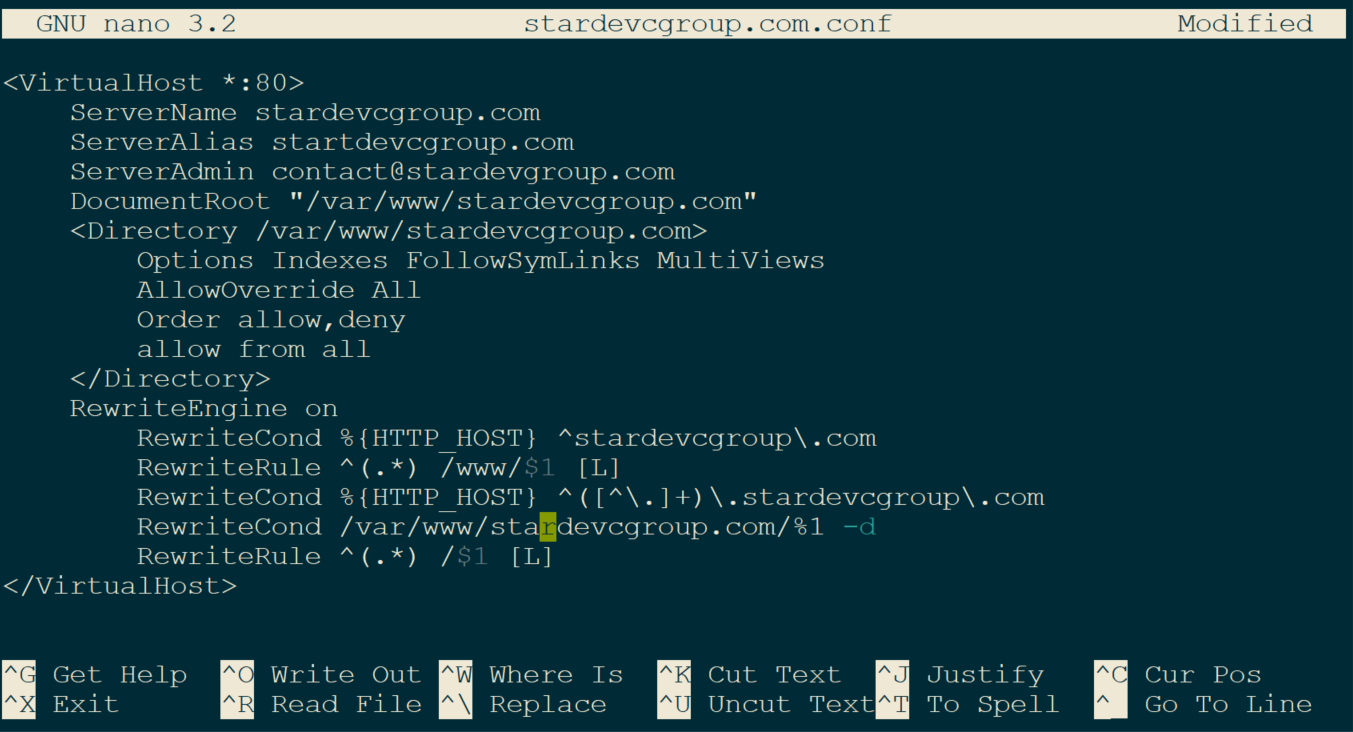 GNU nano 3.2 stardevcgroup.com.conf Modified
<VirtualHost *:80>
ServerName stardevcgroup.com
ServerAlias startdevcgroup.com
ServerAdmin contact@stardevgroup.com
DocumentRoot "/var/www/stardevcgroup.com"
<Directory /var/www/stardevcgroup.com>
Options Indexes FollowSymLinks MultiViews
AllowOverride All
Order allow,deny
allow from all
</Directory>
RewriteEngine on
RewriteCond %{HTTP_HOST} ^stardevcgroup\.com
RewriteRule ^(.*) /www/$1 [L]
RewriteCond %{HTTP_HOST} ^([^\.]+)\.stardevcgroup\.com
RewriteCond /var/www/stardevcgroup.com/%1 -d
RewriteRule ^(.*) /$1 [L]
</VirtualHost>
^G Get Help ^O Write Out ^W Where Is ^K Cut Text ^J Justify ^C Cur Pos
^X Exit ^R Read File ^\ Replace ^U Uncut Text ^T To Spell ^_ Go To Line